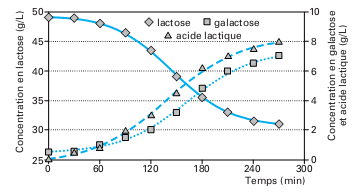 lactose galactose
acide lactique
Concentration en lactose (g/L)
50
45
40
35
30
25
10
8
6
4
2
0
Concentration en galactose
et acide lactique (g/L)
0 60 120 180 240 300
Temps (min)